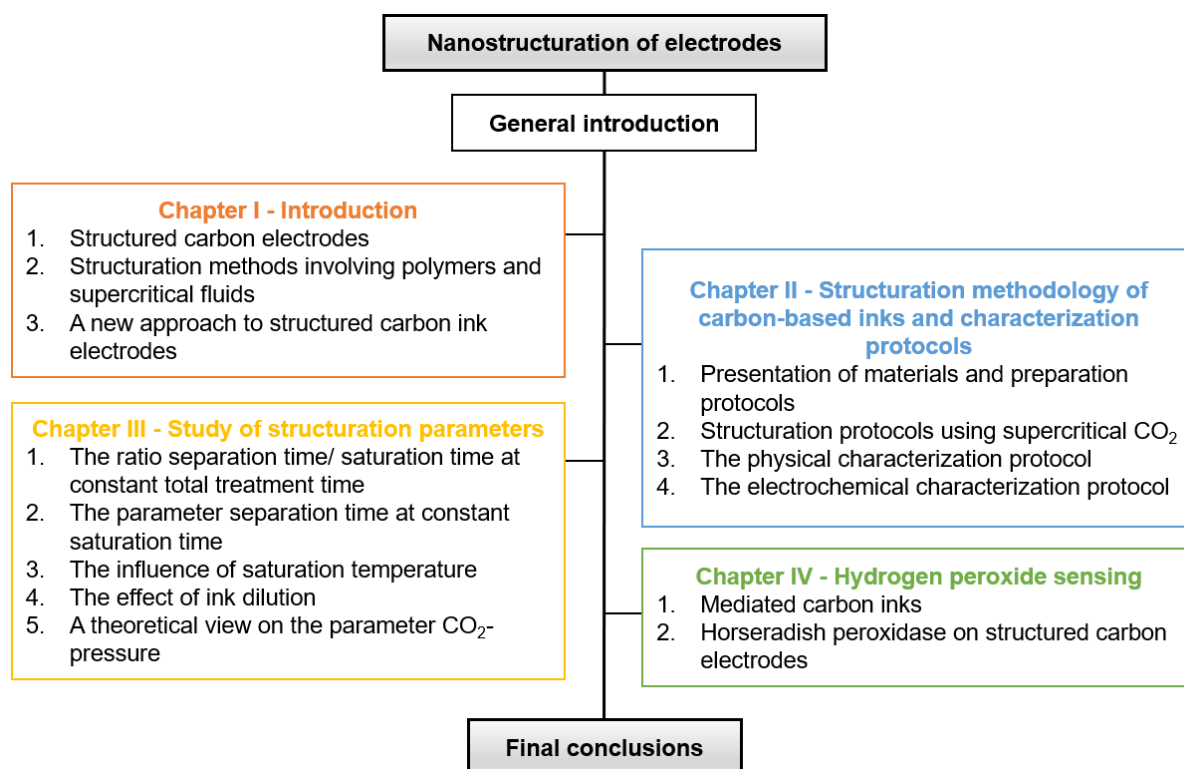 Nanostructuration of electrodes
General introduction
Chapter I - Introduction
1. Structured carbon electrodes
2. Structuration methods involving polymers and
supercritical fluids
3. A new approach to structured carbon ink
electrodes
Chapter II - Structuration methodology of
carbon-based inks and characterization
protocols
1. Presentation of materials and preparation
protocols
2. Structuration protocols using supercritical CO₂
3. The physical characterization protocol
4. The electrochemical characterization protocol
Chapter III - Study of structuration parameters
1. The ratio separation time/ saturation time at
constant total treatment time
2. The parameter separation time at constant
saturation time
3. The influence of saturation temperature
4. The effect of ink dilution
5. A theoretical view on the parameter CO₂-
pressure
Chapter IV - Hydrogen peroxide sensing
1. Mediated carbon inks
2. Horseradish peroxidase on structured carbon
electrodes
Final conclusions